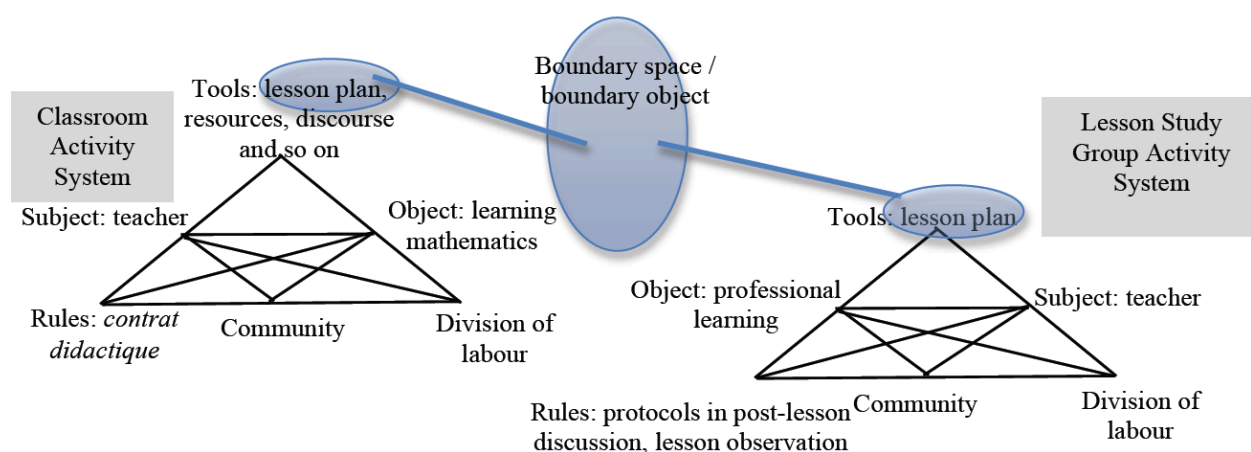 Boundary space /
boundary object
Tools: lesson plan,
resources, discourse
and so on
Classroom
Activity
System
Lesson Study
Group Activity
System
Subject: teacher
Object: learning
mathematics
Tools: lesson plan
Rules: contrat
didactique
Community
Division of
labour
Object: professional
learning
Subject: teacher
Rules: protocols in post-lesson
discussion, lesson observation
Community
Division of
labour